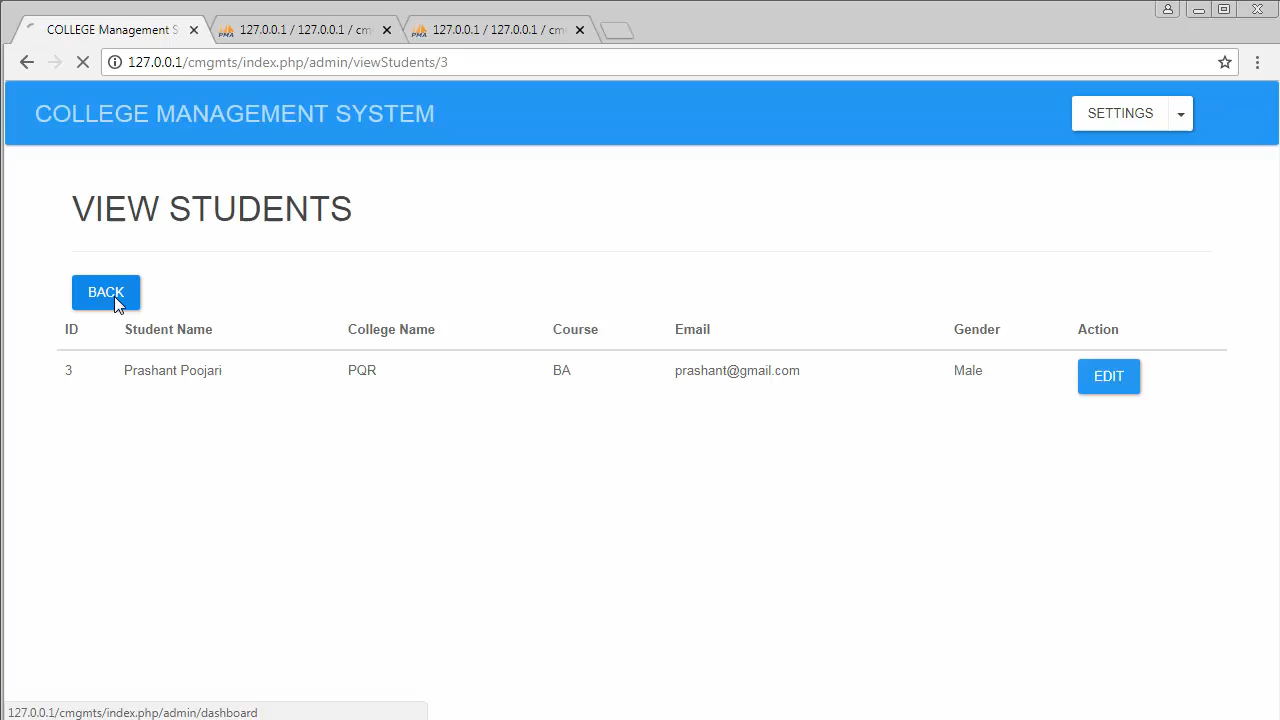 COLLEGE Management S
127.0.0.1 / 127.0.0.1 / cm
127.0.0.1 / 127.0.0.1 / cm
127.0.0.1/cmgmts/index.php/admin/viewStudents/3
COLLEGE MANAGEMENT SYSTEM
SETTINGS
VIEW STUDENTS
BACK
ID Student Name College Name Course Email Gender Action
3 Prashant Poojari PQR BA prashant@gmail.com Male EDIT
127.0.0.1/cmgmts/index.php/admin/dashboard